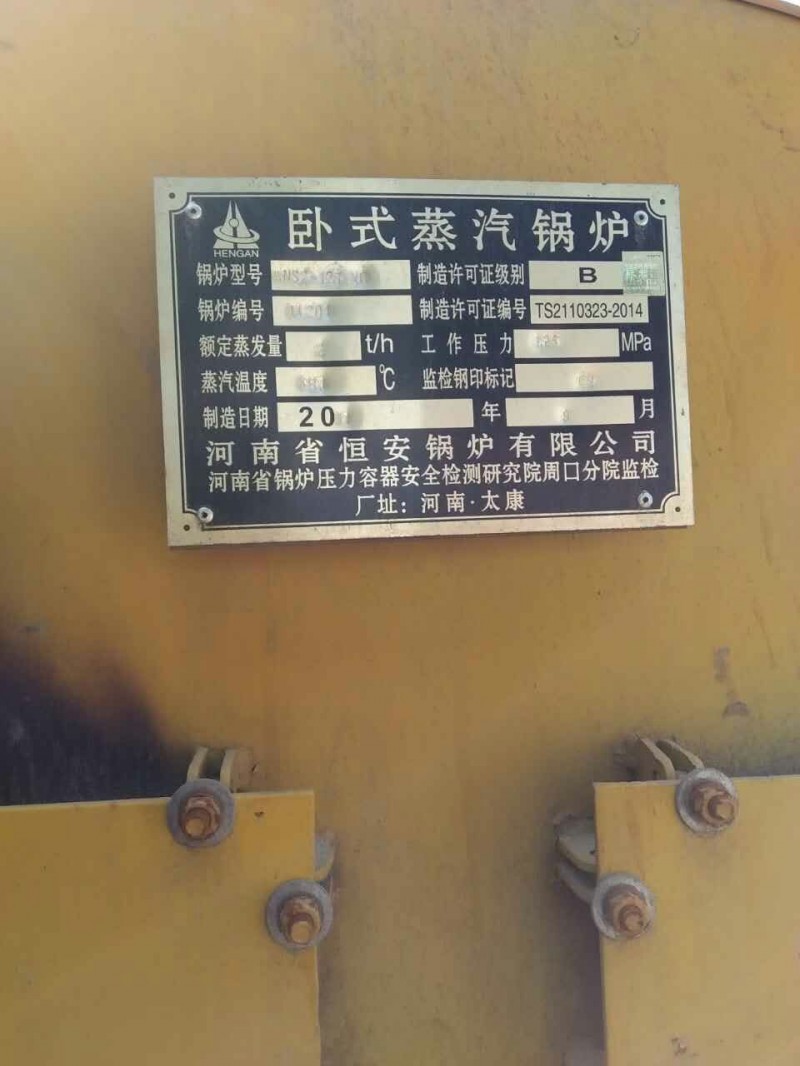 HENGAN
卧式蒸汽锅炉
锅炉型号 制造许可证级别 B
锅炉编号 制造许可证编号 TS2110323-2014
额定蒸发量 2 t/h 工作压力 MPa
蒸汽温度 ℃ 监检钢印标记
制造日期 20 年 月
河南省恒安锅炉有限公司
河南省锅炉压力容器安全检测研究院周口分院监检
厂址：河南·太康